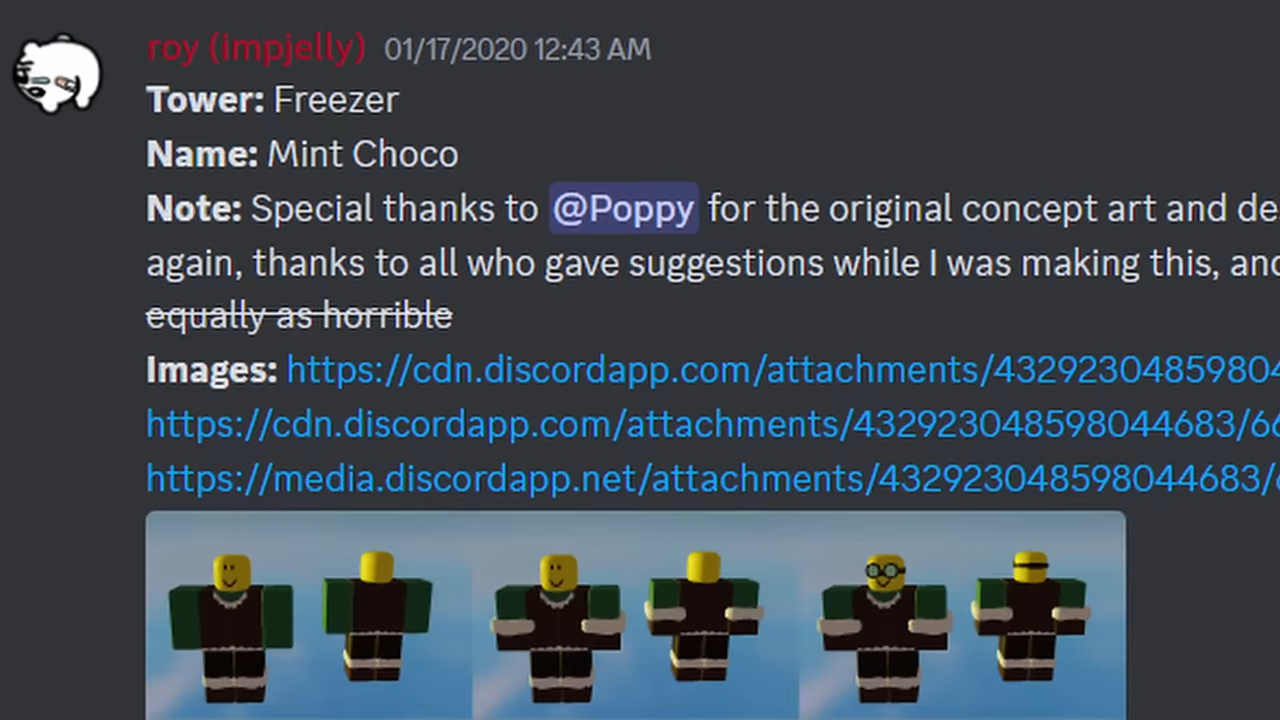 roy (impjelly) 01/17/2020 12:43 AM
Tower: Freezer
Name: Mint Choco
Note: Special thanks to @Poppy for the original concept art and
again, thanks to all who gave suggestions while I was making this,
equally as horrible
Images: https://cdn.discordapp.com/attachments/4329230485980
https://cdn.discordapp.com/attachments/432923048598044683/6
https://media.discordapp.net/attachments/432923048598044683/